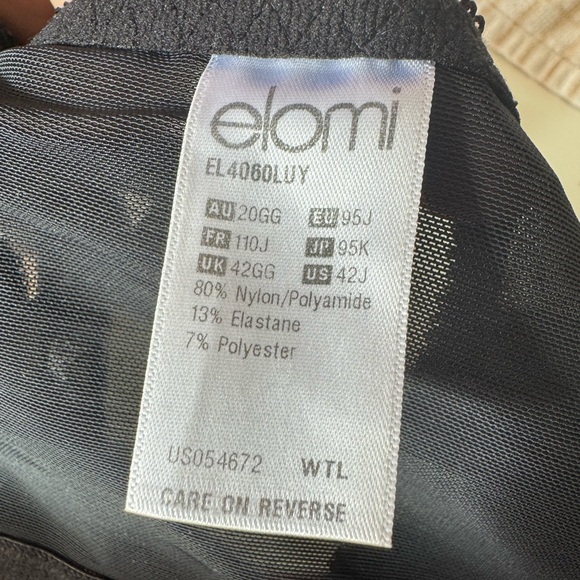 elomi
EL4060LUY
AU 20GG EU 95J
FR 110J JP 95K
UK 42GG US 42J
80% Nylon/Polyamide
13% Elastane
7% Polyester
US054672 WTL
CARE ON REVERSE